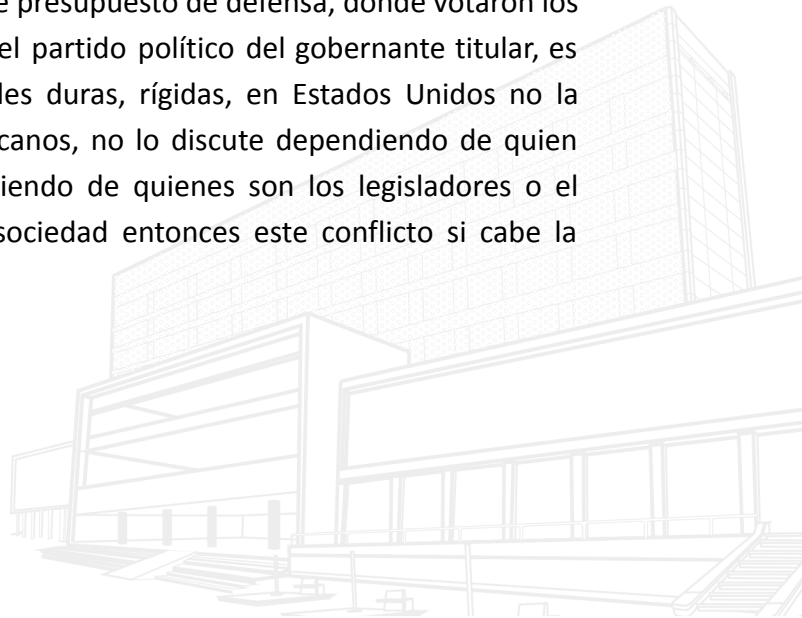 e presupuesto de defensa, donde votaron los
el partido político del gobernante titular, es
les duras, rígidas, en Estados Unidos no la
canos, no lo discute dependiendo de quien
iendo de quienes son los legisladores o el
sociedad entonces este conflicto si cabe la